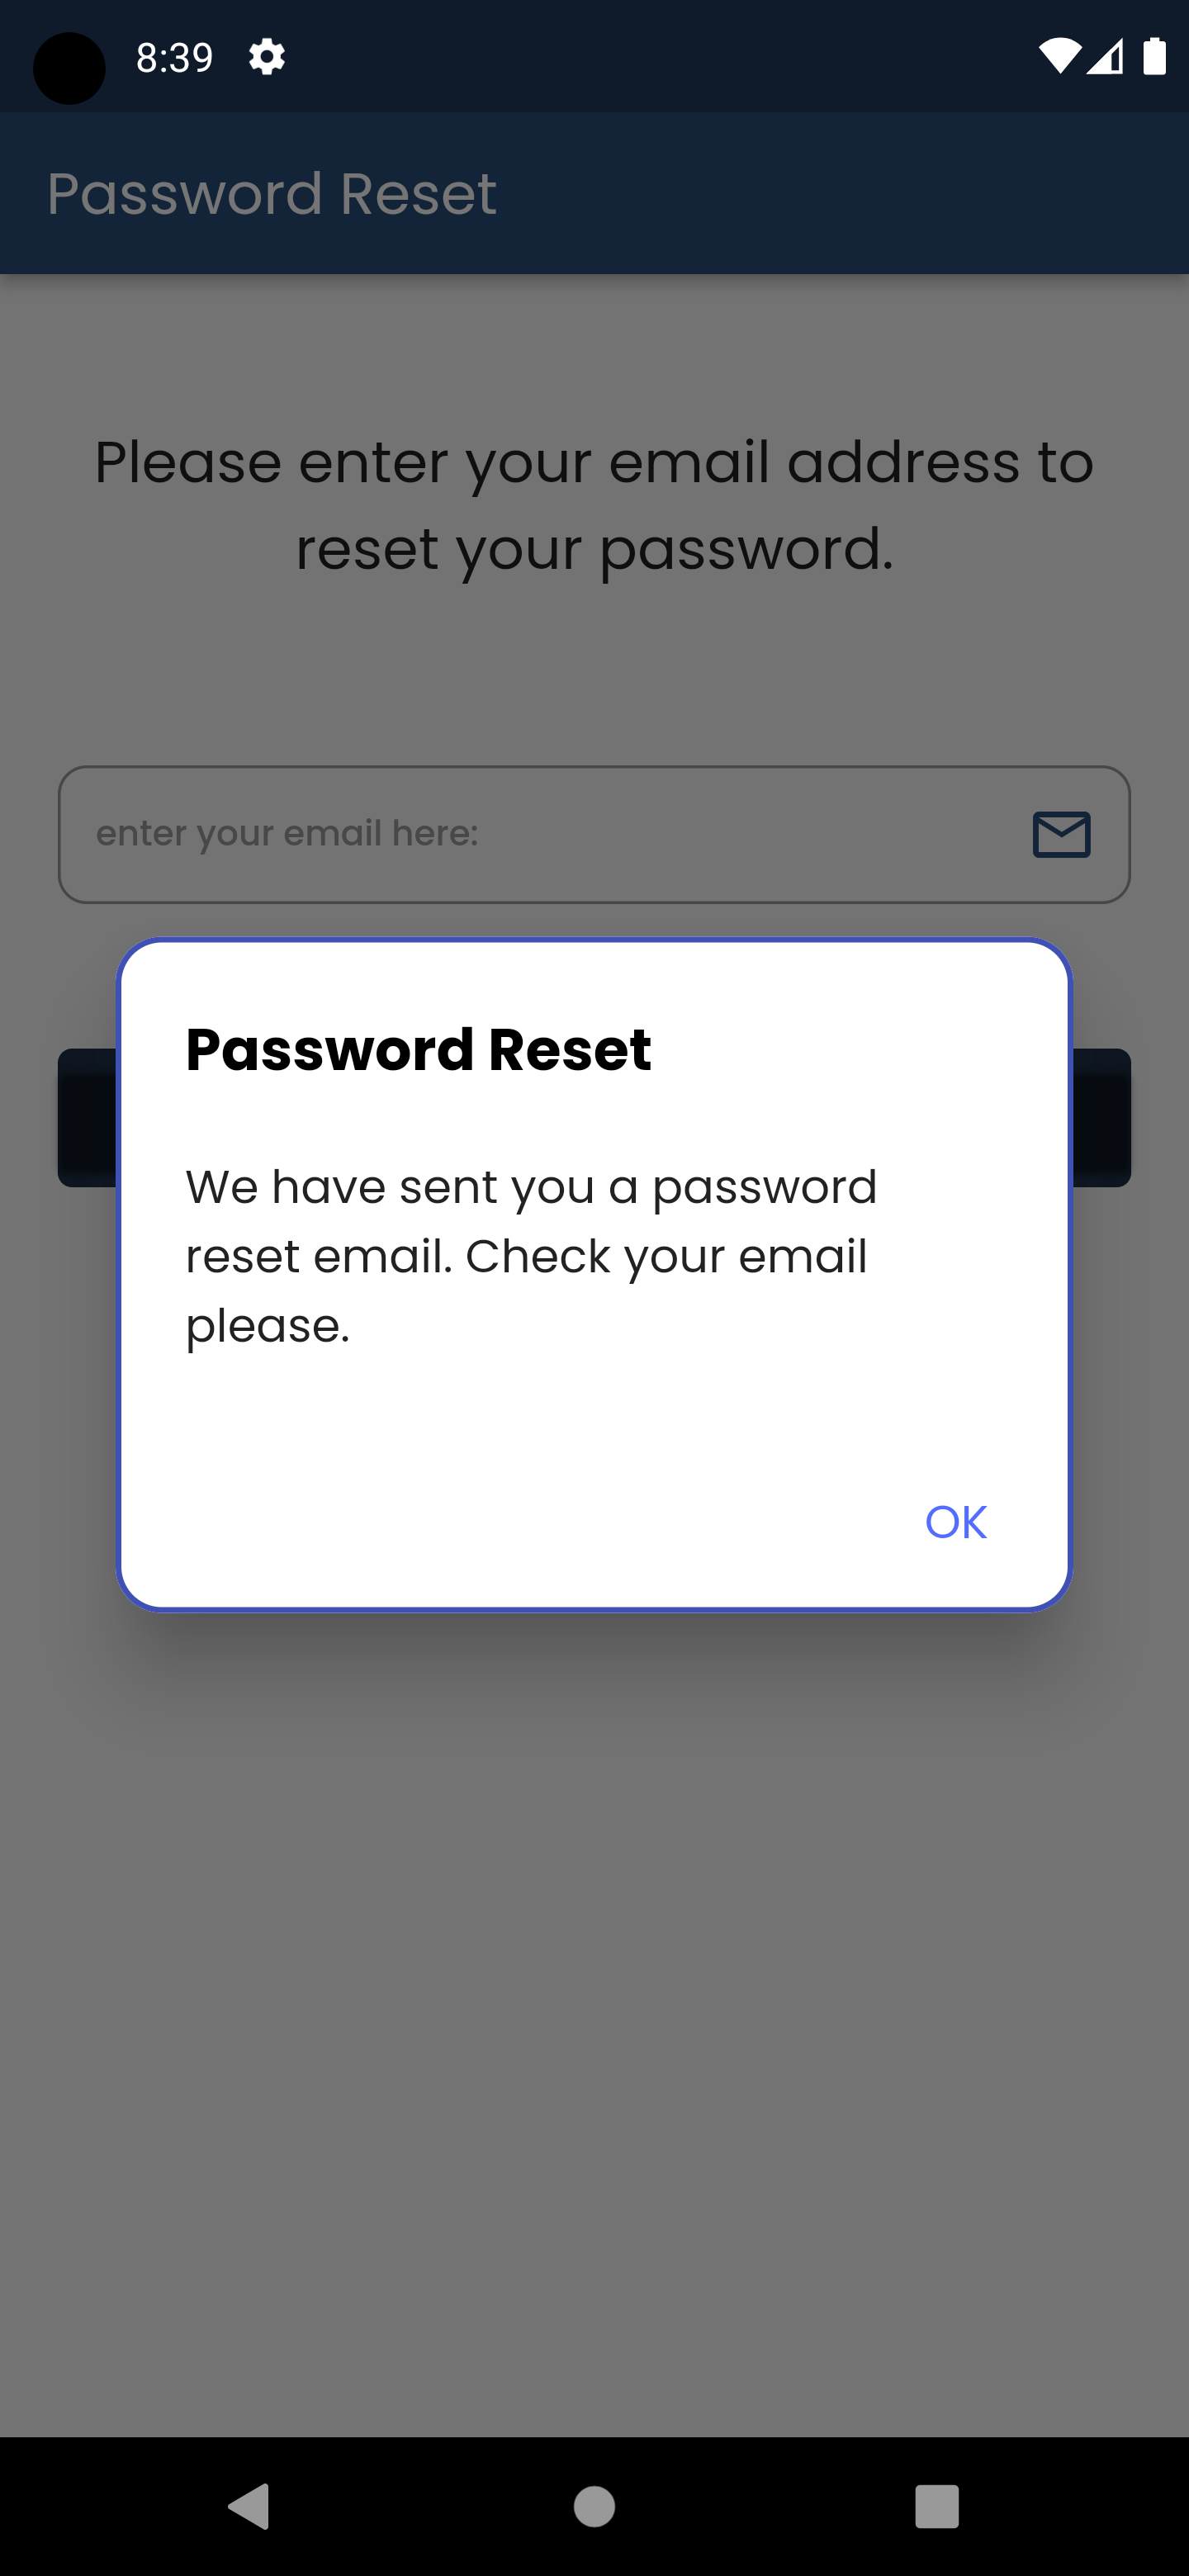 8:39
Password Reset
Please enter your email address to
reset your password.
enter your email here:
Password Reset
We have sent you a password
reset email. Check your email
please.
OK